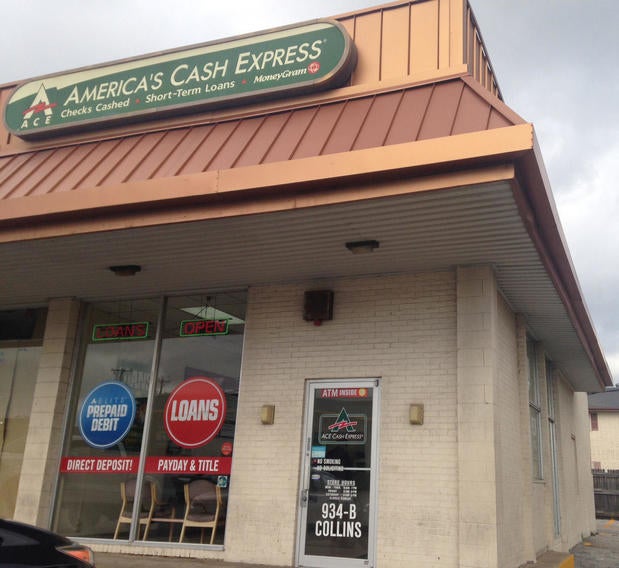 AMERICA'S CASH EXPRESS®
ACE
Checks Cashed • Short-Term Loans • MoneyGram
LOANS
OPEN
ELITE
PREPAID
DEBIT
LOANS
DIRECT DEPOSIT!
PAYDAY & TITLE
ATM INSIDE
ACE CASH EXPRESS
NO SMOKING
NO SOLICITING
STORE HOURS
934-B
COLLINS